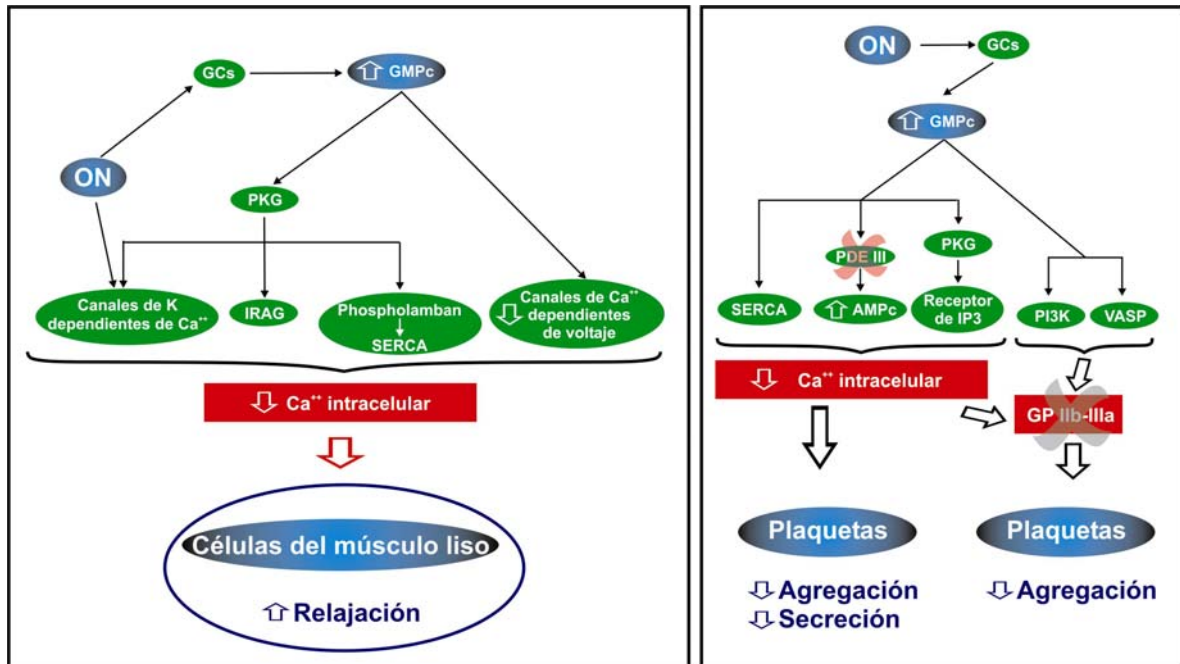 GCs
GMPc
ON
PKG
Canales de K
dependientes de Ca⁺⁺
IRAG
Phospholamban
SERCA
Canales de Ca⁺⁺
dependientes
de voltaje
Ca⁺⁺ intracelular
Células del músculo liso
Relajación
ON
GCs
GMPc
PDE III
PKG
SERCA
AMPc
Receptor
de IP3
PI3K
VASP
Ca⁺⁺ intracelular
GP IIb-IIIa
Plaquetas
Agregación
Secreción
Plaquetas
Agregación